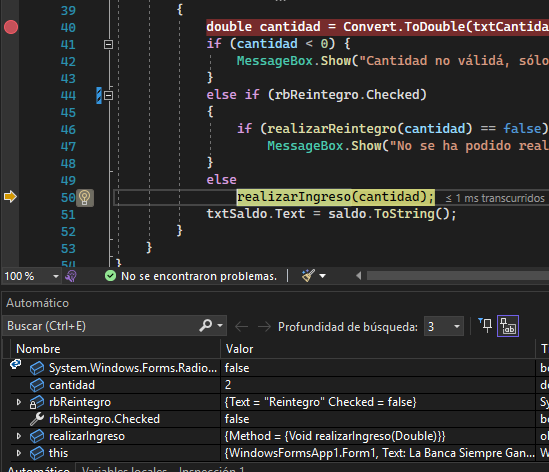 39 {
40 double cantidad = Convert.ToDouble(txtCantida
41 if (cantidad < 0) {
42 MessageBox.Show("Cantidad no válidá, sólo
43 }
44 else if (rbReintegro.Checked)
45 {
46 if (realizarReintegro(cantidad) == false)
47 MessageBox.Show("No se ha podido real
48 }
49 else
50 realizarIngreso(cantidad); ≤ 1 ms transcurridos
51 txtSaldo.Text = saldo.ToString();
52 }
53 }
54 }
100 % No se encontraron problemas.
Automático
Buscar (Ctrl+E) Profundidad de búsqueda: 3
Nombre Valor
System.Windows.Forms.Radio... false bo
cantidad 2 do
rbReintegro {Text = "Reintegro" Checked = false} Sy
rbReintegro.Checked false bo
realizarIngreso {Method = {Void realizarIngreso(Double)}} ol
this {WindowsFormsApp1.Form1, Text: La Banca Siempre Gan... W
Automático Variables locales Inspección 1